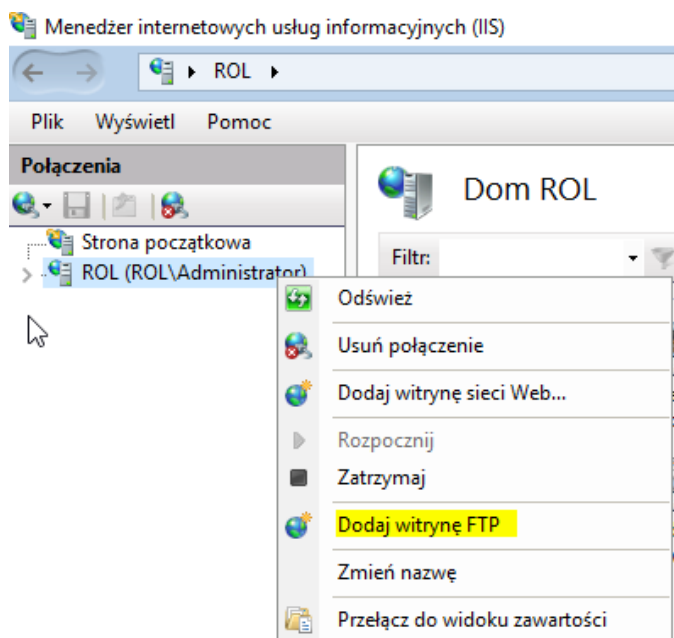 Menedżer internetowych usług informacyjnych (IIS)
ROL
Plik Wyświetl Pomoc
Połączenia
Strona początkowa
ROL (ROL\Administrator)
Dom ROL
Filtr:
Odśwież
Usuń połączenie
Dodaj witrynę sieci Web...
Rozpocznij
Zatrzymaj
Dodaj witrynę FTP
Zmień nazwę
Przełącz do widoku zawartości